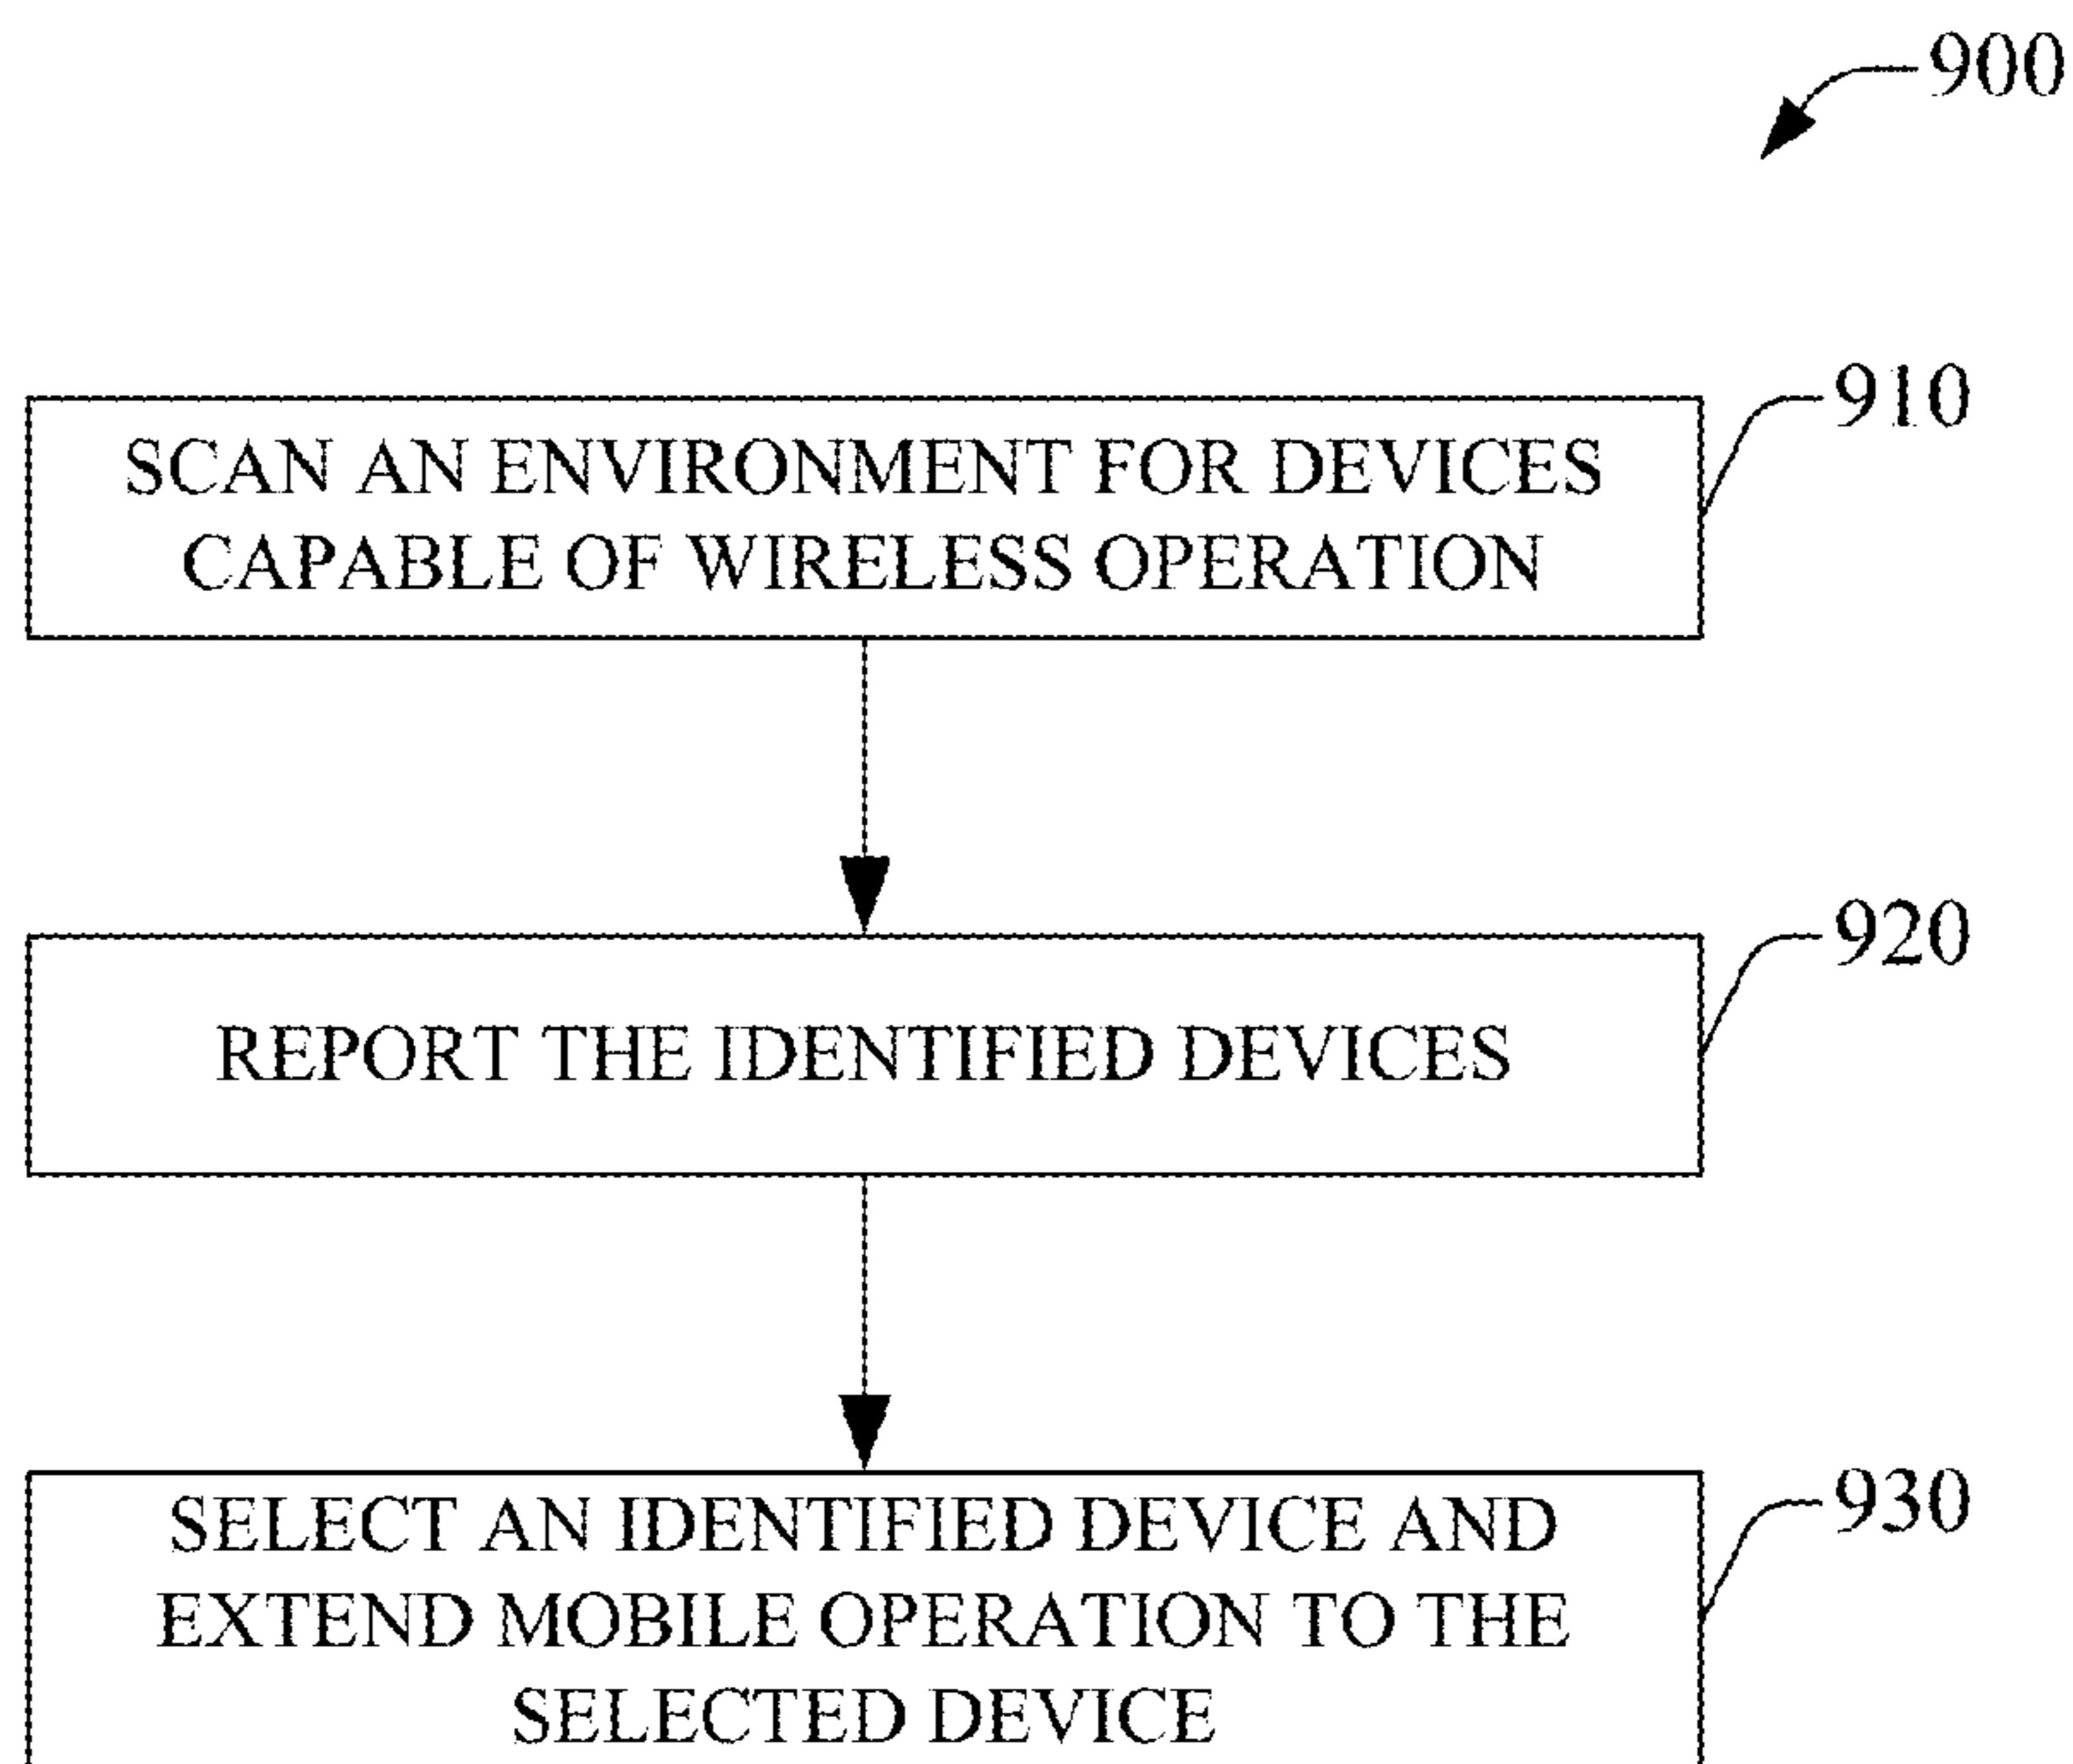 900
910
SCAN AN ENVIRONMENT FOR DEVICES
CAPABLE OF WIRELESS OPERATION
920
REPORT THE IDENTIFIED DEVICES
930
SELECT AN IDENTIFIED DEVICE AND
EXTEND MOBILE OPERATION TO THE
SELECTED DEVICE